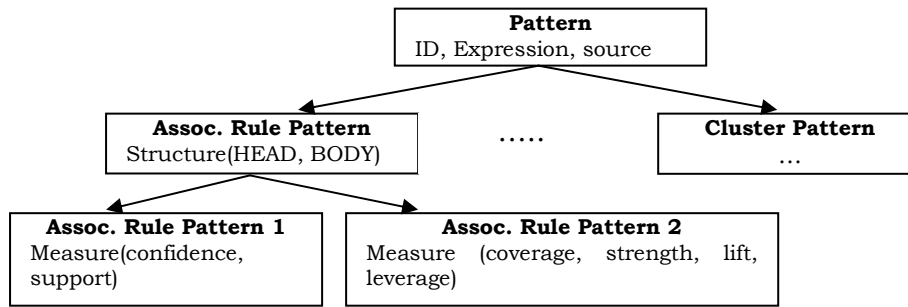 Pattern
ID, Expression, source
Assoc. Rule Pattern
Structure(HEAD, BODY)
.....
Cluster Pattern
...
Assoc. Rule Pattern 1
Measure(confidence,
support)
Assoc. Rule Pattern 2
Measure (coverage, strength, lift,
leverage)